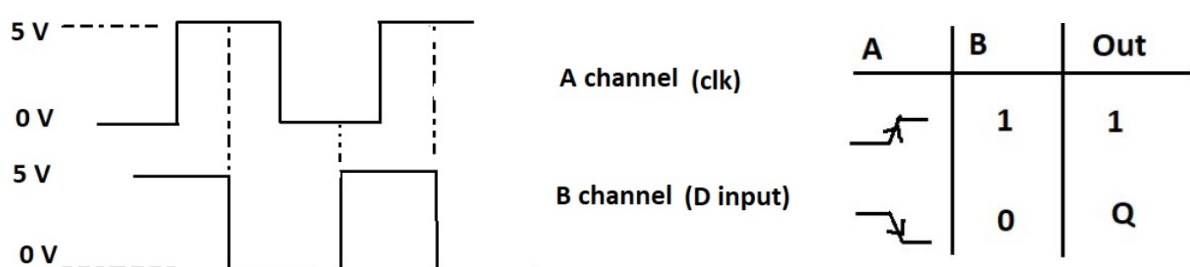 5 V
0 V
5 V
0 V
A channel (clk)
B channel (D input)
A B Out
1 1
0 Q